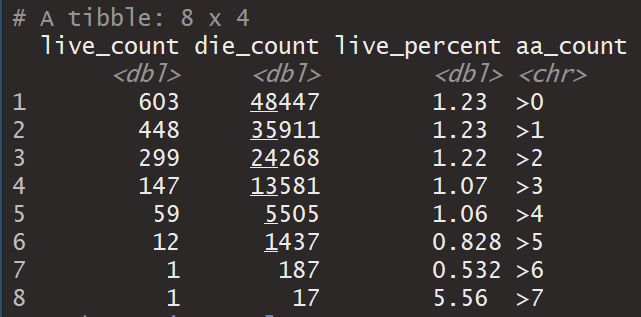 # A tibble: 8 x 4
live_count die_count live_percent aa_count
<dbl> <dbl> <dbl> <chr>
1 603 48447 1.23 >0
2 448 35911 1.23 >1
3 299 24268 1.22 >2
4 147 13581 1.07 >3
5 59 5505 1.06 >4
6 12 1437 0.828 >5
7 1 187 0.532 >6
8 1 17 5.56 >7